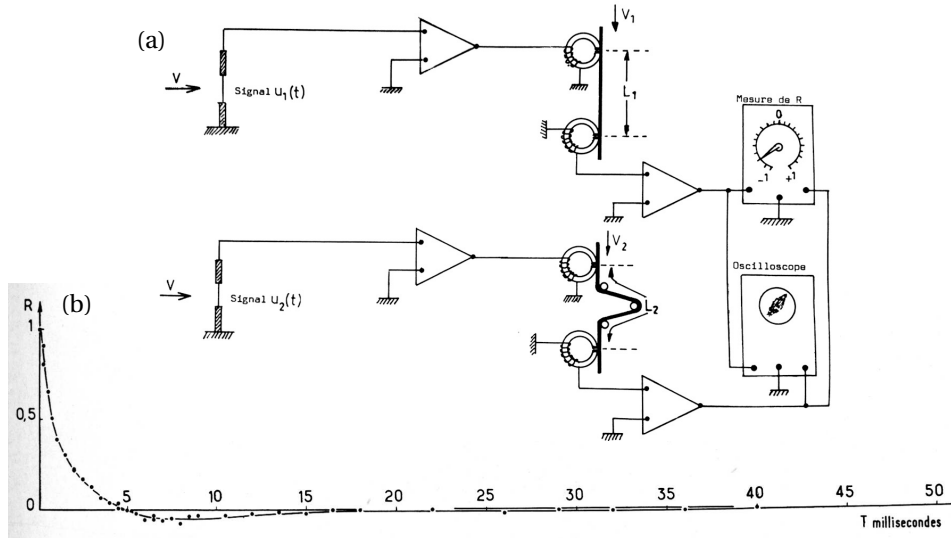 (a)
V
Signal u₁(t)
V₁
L₁
Mesure de R
0
-1 +1
V
Signal u₂(t)
V₂
L₂
Oscilloscope
(b)
R
1
0,5
0
5 10 15 20 25 30 35 40 45 50
T millisecondes